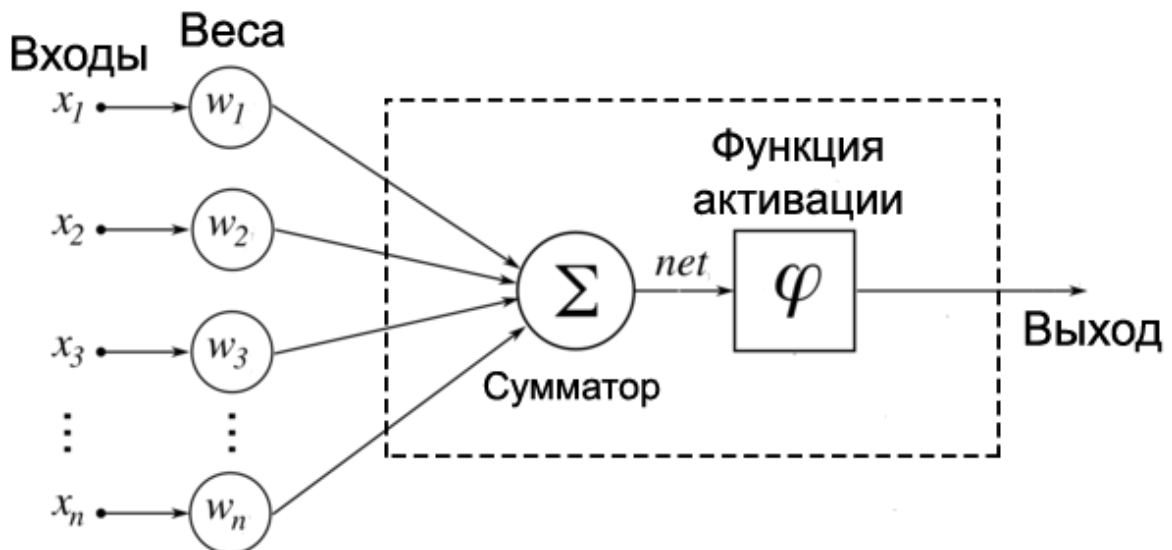 Входы
Веса
x1
w1
Функция
активации
x2
w2
Σ
net
φ
Выход
x3
w3
Сумматор
⋮
⋮
xn
wn